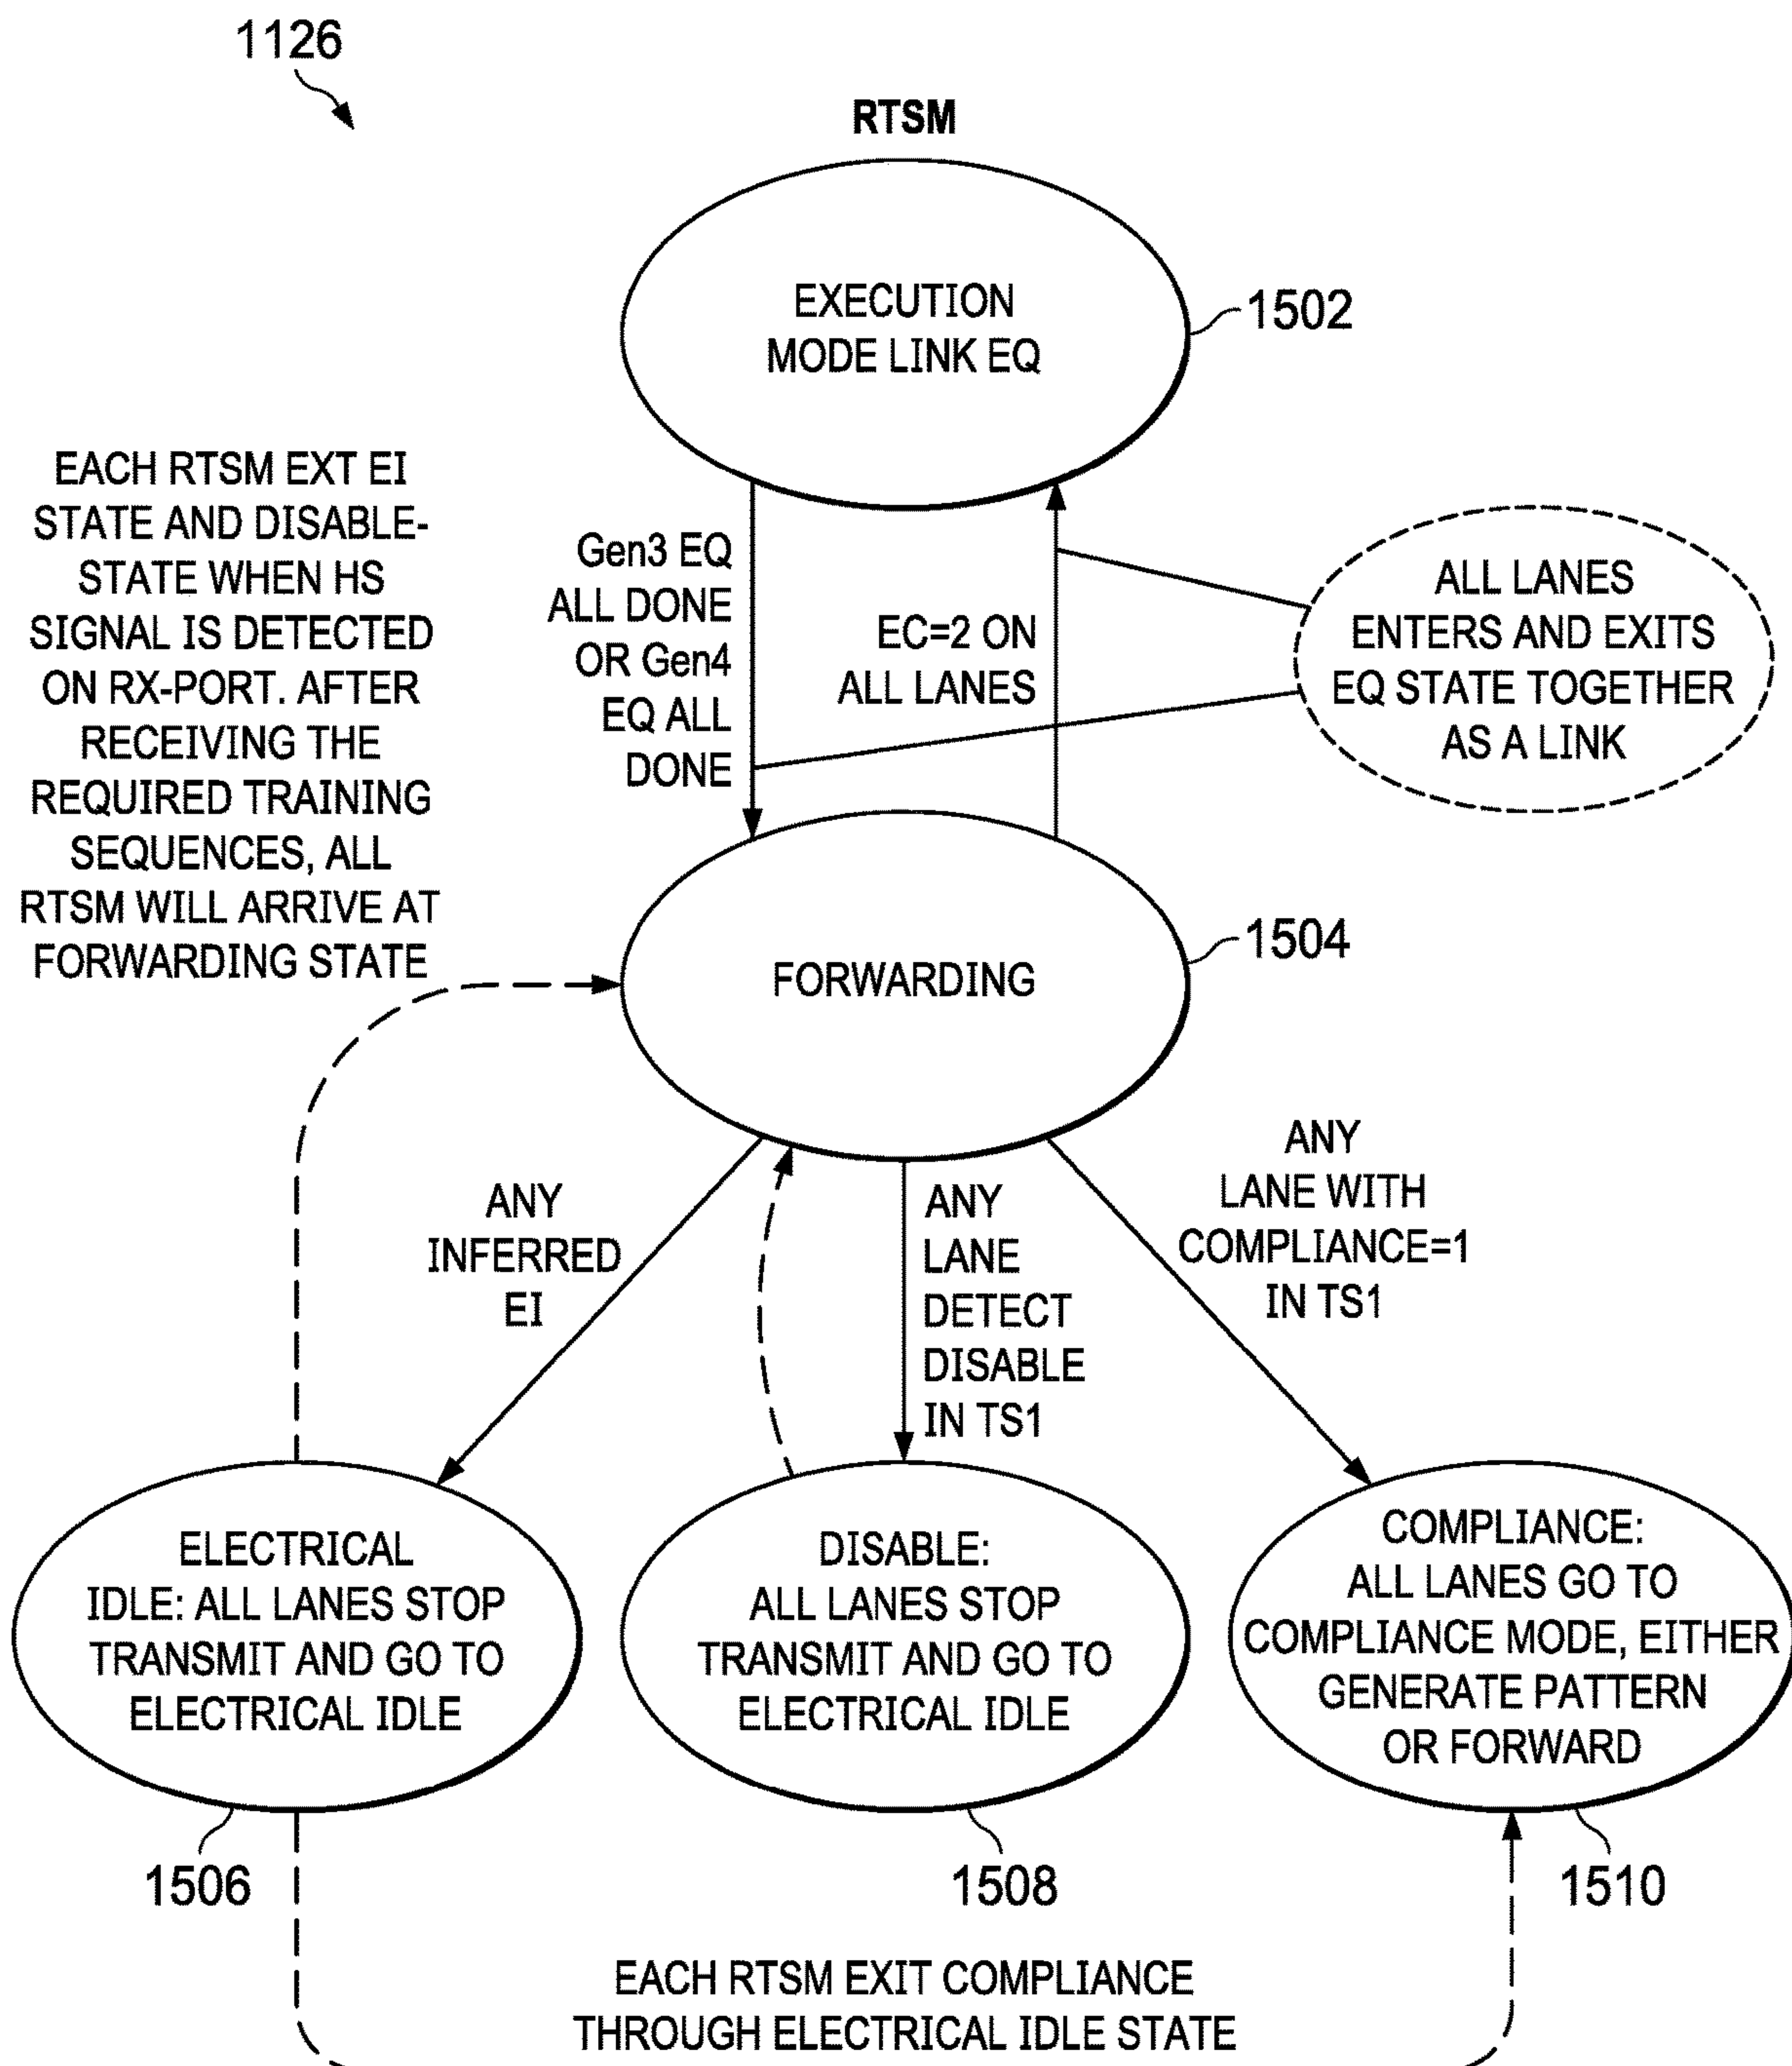 1126
RTSM
EXECUTION
MODE LINK EQ
1502
EACH RTSM EXT EI
STATE AND DISABLE-
STATE WHEN HS
SIGNAL IS DETECTED
ON RX-PORT. AFTER
RECEIVING THE
REQUIRED TRAINING
SEQUENCES, ALL
RTSM WILL ARRIVE AT
FORWARDING STATE
Gen3 EQ
ALL DONE
OR Gen4
EQ ALL
DONE
EC=2 ON
ALL LANES
ALL LANES
ENTERS AND EXITS
EQ STATE TOGETHER
AS A LINK
FORWARDING
1504
ANY
INFERRED
EI
ANY
LANE
DETECT
DISABLE
IN TS1
ANY
LANE WITH
COMPLIANCE=1
IN TS1
ELECTRICAL
IDLE: ALL LANES STOP
TRANSMIT AND GO TO
ELECTRICAL IDLE
1506
DISABLE:
ALL LANES STOP
TRANSMIT AND GO TO
ELECTRICAL IDLE
1508
COMPLIANCE:
ALL LANES GO TO
COMPLIANCE MODE, EITHER
GENERATE PATTERN
OR FORWARD
1510
EACH RTSM EXIT COMPLIANCE
THROUGH ELECTRICAL IDLE STATE